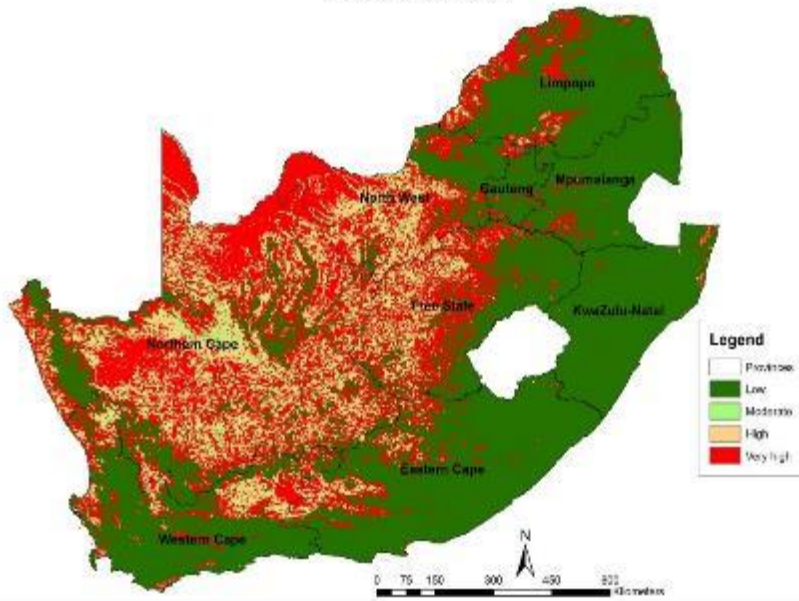 Limpopo
North West
Gauteng
Mpumalanga
Free State
KwaZulu-Natal
Northern Cape
Legend
Provinces
Low
Moderate
High
Very high
Eastern Cape
Western Cape
N
0 75 150 300 450 600
Kilometers